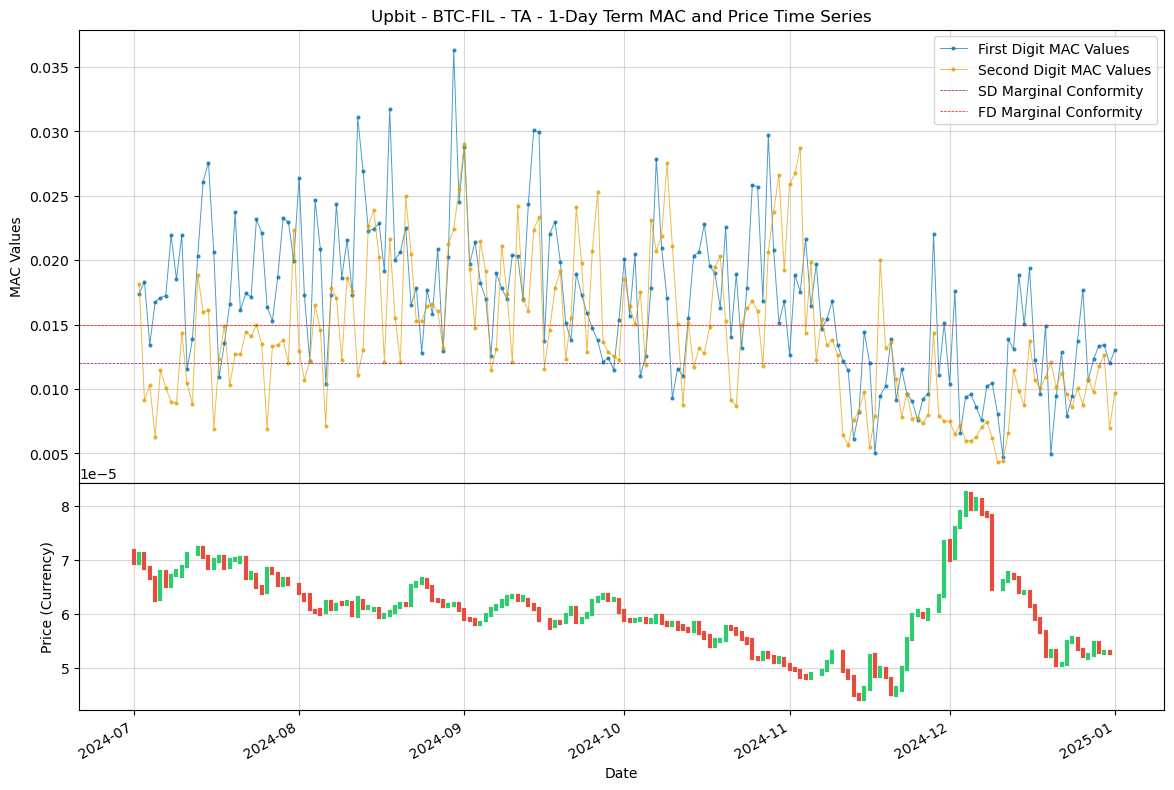 Upbit - BTC-FIL - TA - 1-Day Term MAC and Price Time Series
First Digit MAC Values
Second Digit MAC Values
SD Marginal Conformity
FD Marginal Conformity
MAC Values
0.035
0.030
0.025
0.020
0.015
0.010
0.005
1e−5
Price (Currency)
8
7
6
5
2024-07
2024-08
2024-09
2024-10
2024-11
2024-12
2025-01
Date